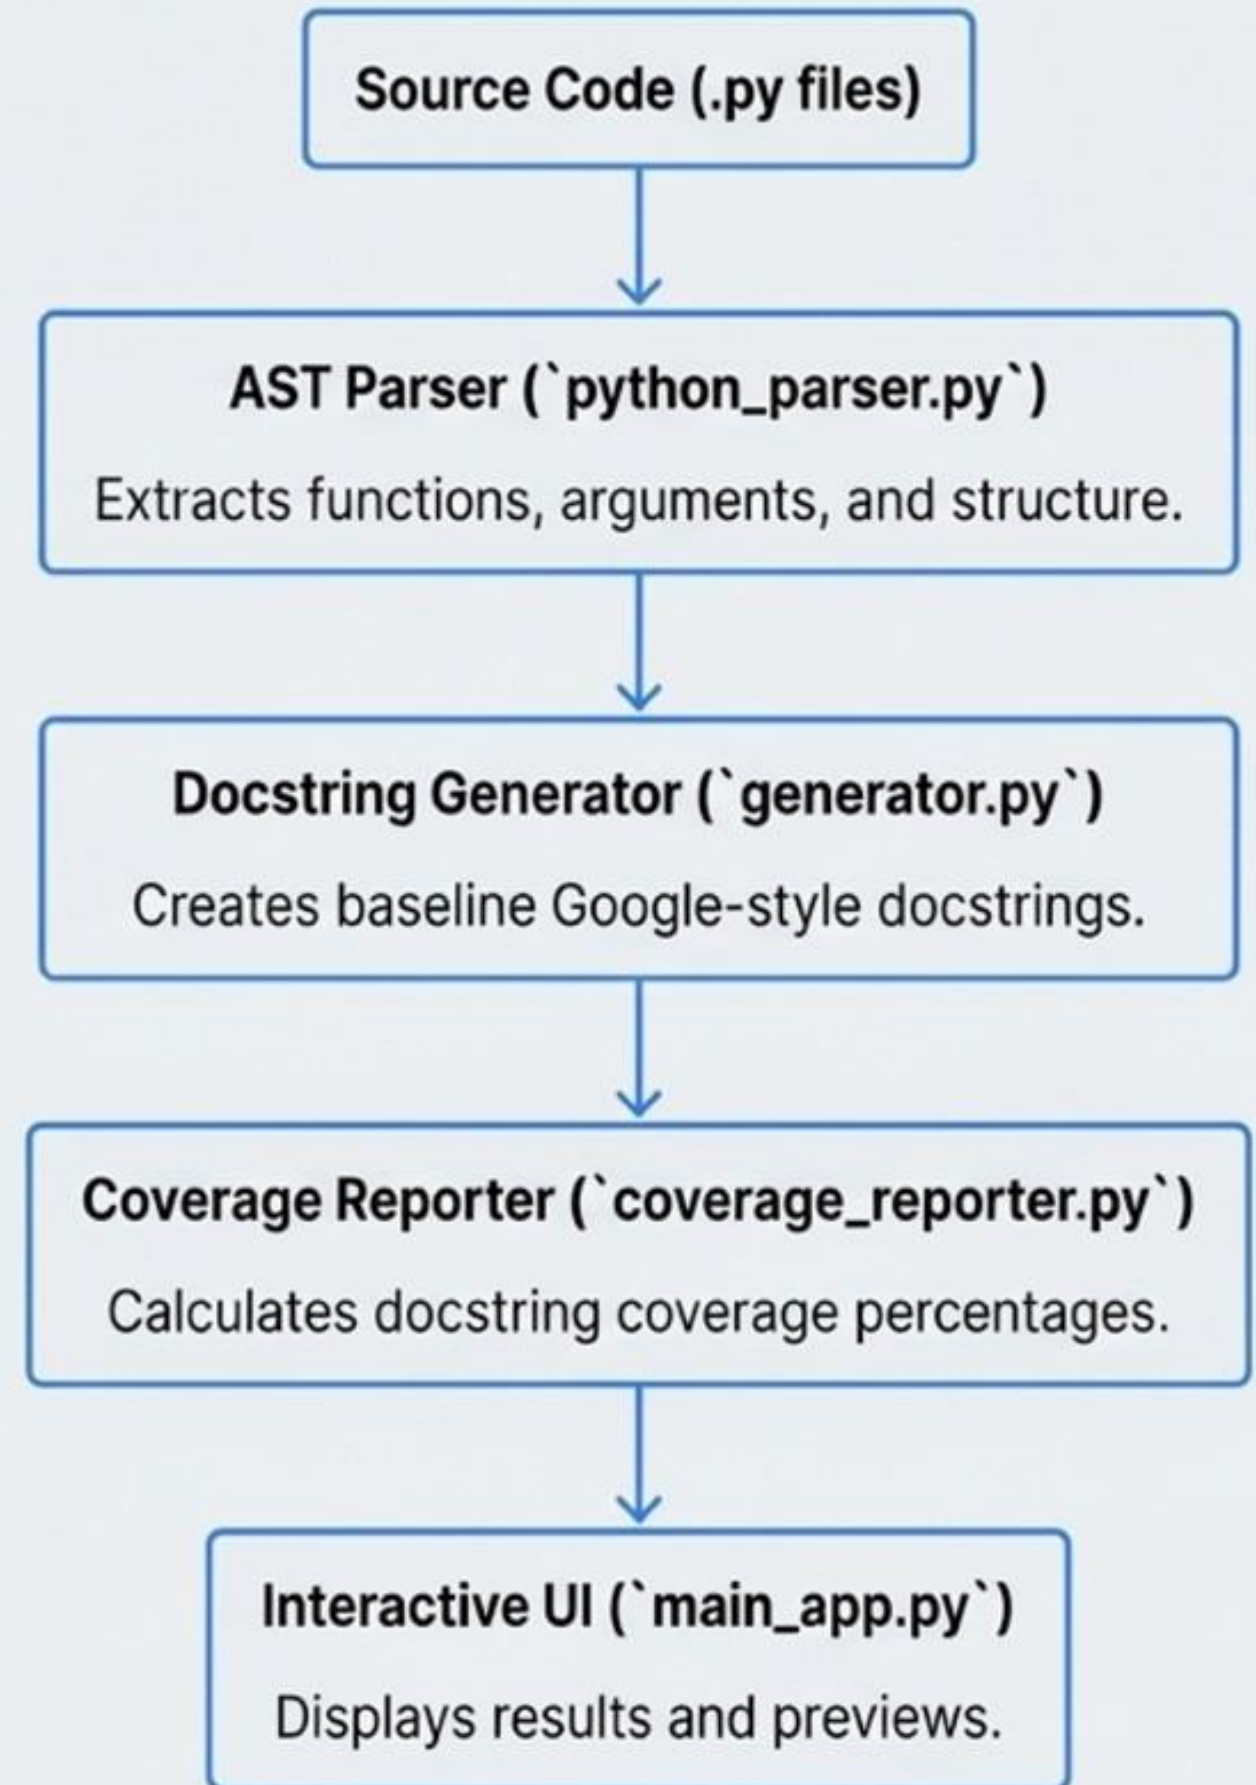 Source Code (.py files)
AST Parser (`python_parser.py`)
Extracts functions, arguments, and structure.
Docstring Generator (`generator.py`)
Creates baseline Google-style docstrings.
Coverage Reporter (`coverage_reporter.py`)
Calculates docstring coverage percentages.
Interactive UI (`main_app.py`)
Displays results and previews.